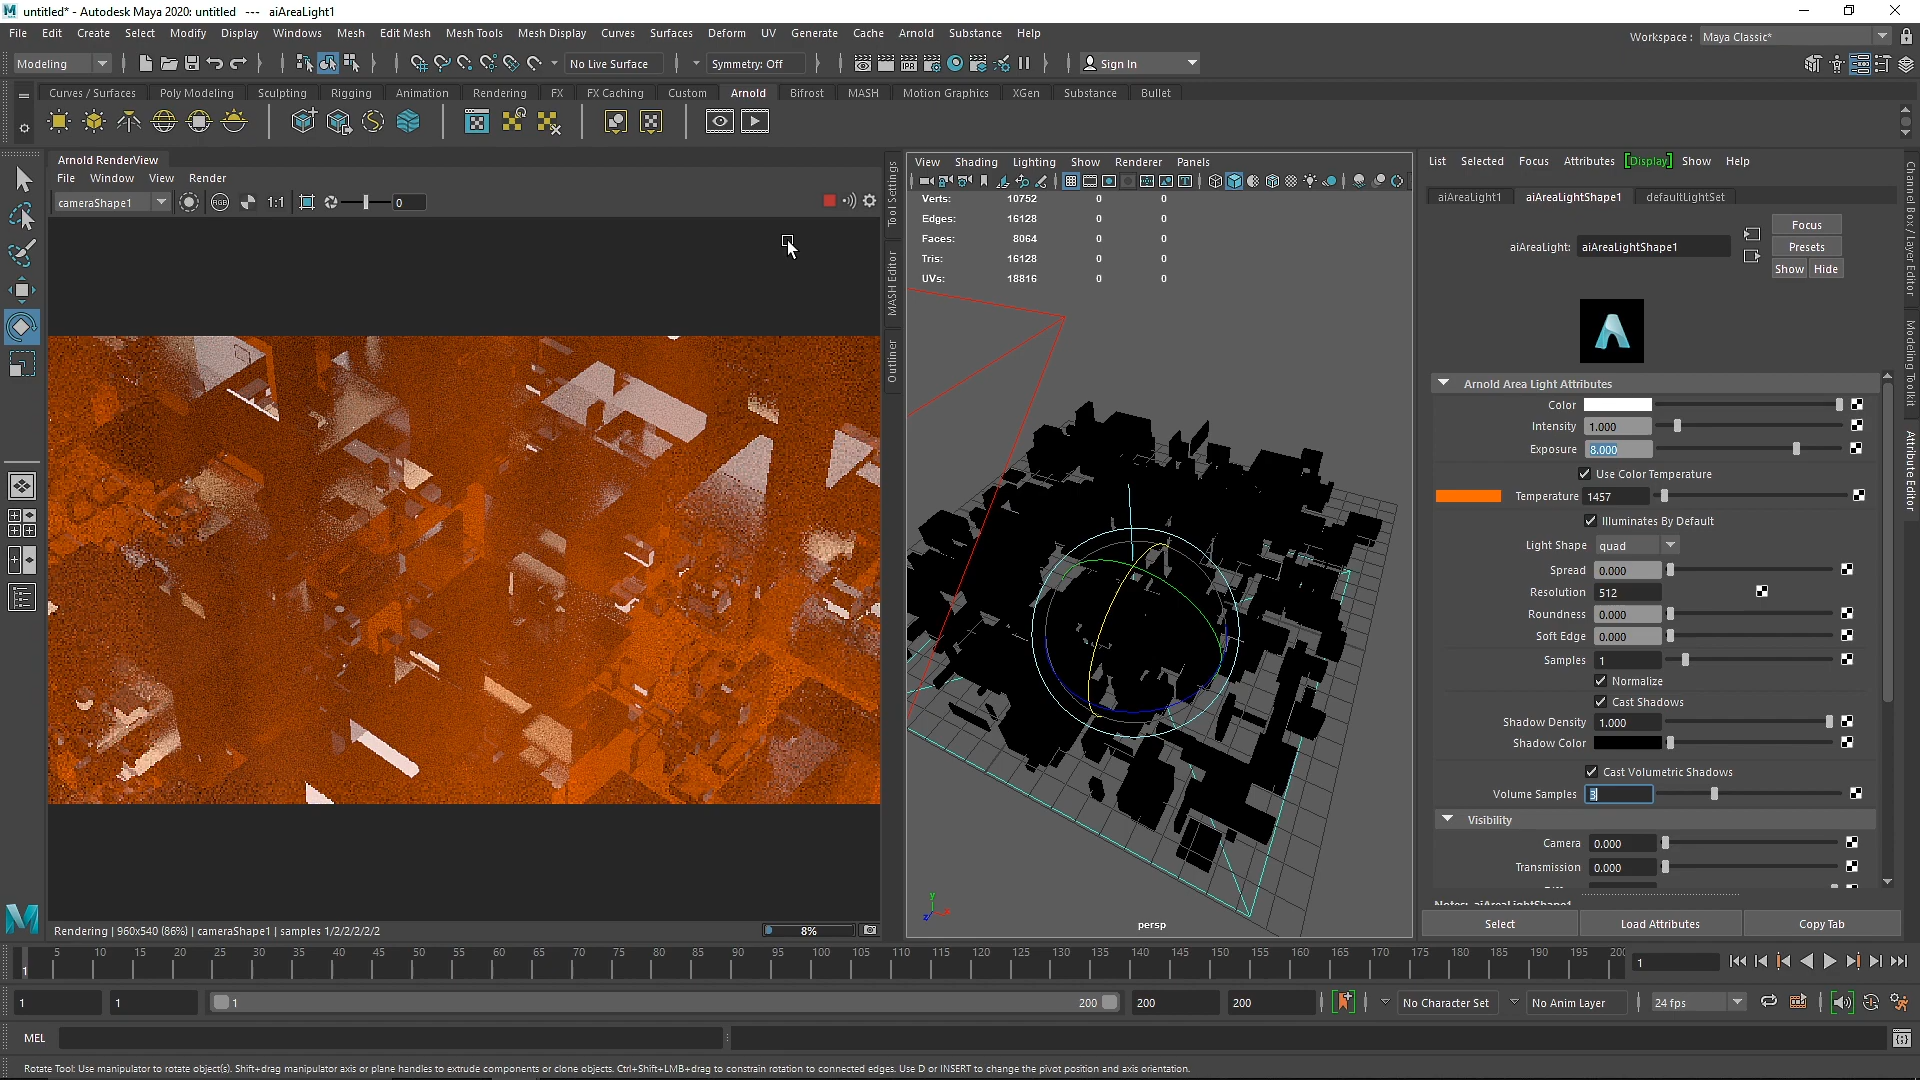 untitled* - Autodesk Maya 2020: untitled --- aiAreaLight1
File Edit Create Select Modify Display Windows Mesh Edit Mesh Mesh Tools Mesh Display Curves Surfaces Deform UV Generate Cache Arnold Substance Help
Workspace : Maya Classic*
Modeling No Live Surface Symmetry: Off Sign In
Curves / Surfaces Poly Modeling Sculpting Rigging Animation Rendering FX FX Caching Custom Arnold Bifrost MASH Motion Graphics XGen Substance Bullet
Arnold RenderView
File Window View Render
cameraShape1 RGB 1:1 0
Tool Settings
MASH Editor
Outliner
View Shading Lighting Show Renderer Panels
Verts: 10752 0 0
Edges: 16128 0 0
Faces: 8064 0 0
Tris: 16128 0 0
UVs: 18816 0 0
persp
List Selected Focus Attributes [Display] Show Help
aiAreaLight1 aiAreaLightShape1 defaultLightSet
aiAreaLight: aiAreaLightShape1
Focus
Presets
Show Hide
Arnold Area Light Attributes
Color
Intensity 1.000
Exposure 8.000
Use Color Temperature
Temperature 1457
Illuminates By Default
Light Shape quad
Spread 0.000
Resolution 512
Roundness 0.000
Soft Edge 0.000
Samples 1
Normalize
Cast Shadows
Shadow Density 1.000
Shadow Color
Cast Volumetric Shadows
Volume Samples 3
Visibility
Camera 0.000
Transmission 0.000
Notes: aiAreaLightShape1
Select Load Attributes Copy Tab
Channel Box / Layer Editor
Modeling Toolkit
Attribute Editor
Rendering | 960x540 (86%) | cameraShape1 | samples 1/2/2/2/2/2
8%
1 5 10 15 20 25 30 35 40 45 50 55 60 65 70 75 80 85 90 95 100 105 110 115 120 125 130 135 140 145 150 155 160 165 170 175 180 185 190 195 200 1
1 1 1 200 200 200 No Character Set No Anim Layer 24 fps
MEL
Rotate Tool: Use manipulator to rotate object(s). Shift+drag manipulator axis or plane handles to extrude components or clone objects. Ctrl+Shift+LMB+drag to constrain rotation to connected edges. Use D or INSERT to change the pivot position and axis orientation.